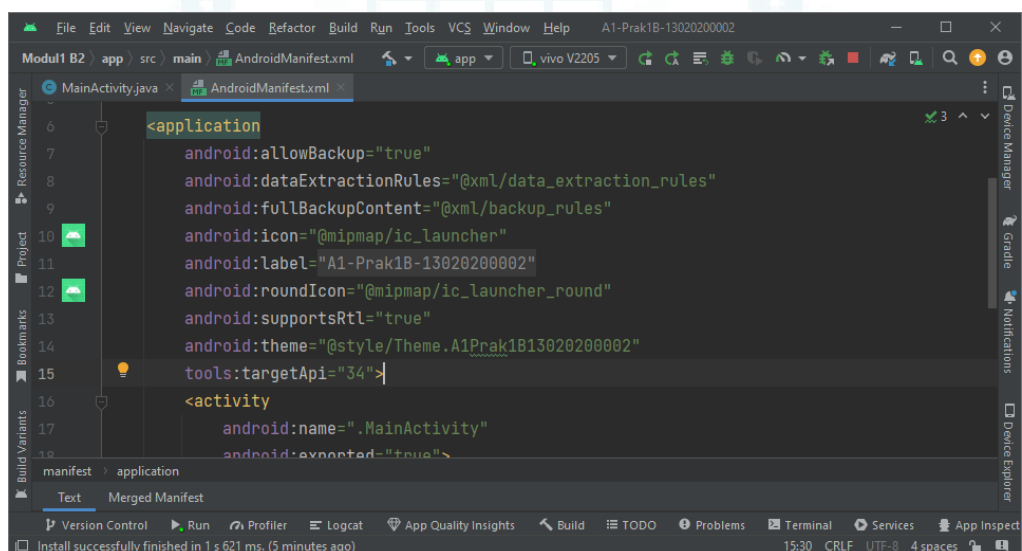 File Edit View Navigate Code Refactor Build Run Tools VCS Window Help A1-Prak1B-13020200002
Modul1 B2 app src main AndroidManifest.xml app vivo V2205
MainActivity.java AndroidManifest.xml
Resource Manager
Project
Bookmarks
Build Variants
3
6 <application
7 android:allowBackup="true"
8 android:dataExtractionRules="@xml/data_extraction_rules"
9 android:fullBackupContent="@xml/backup_rules"
10 android:icon="@mipmap/ic_launcher"
11 android:label="A1-Prak1B-13020200002"
12 android:roundIcon="@mipmap/ic_launcher_round"
13 android:supportsRtl="true"
14 android:theme="@style/Theme.A1Prak1B13020200002"
15 tools:targetApi="34">
16 <activity
17 android:name=".MainActivity"
18 android:exported="true">
Device Manager
Gradle
Notifications
Device Explorer
manifest application
Text Merged Manifest
Version Control Run Profiler Logcat App Quality Insights Build TODO Problems Terminal Services App Inspect
Install successfully finished in 1 s 621 ms. (5 minutes ago) 15:30 CRLF UTF-8 4 spaces